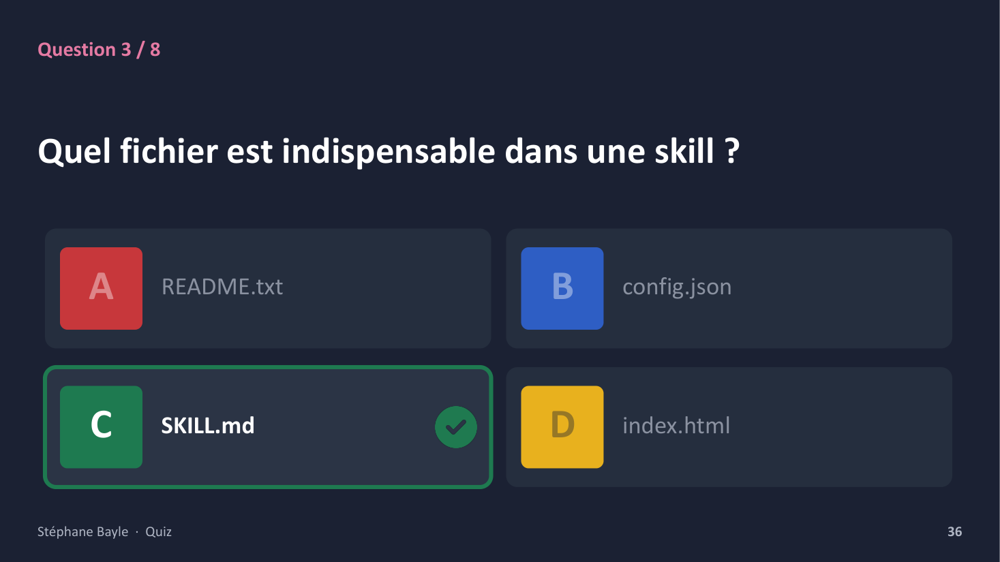 Question 3 / 8
Quel fichier est indispensable dans une skill ?
A
README.txt
B
config.json
C
SKILL.md
D
index.html
Stéphane Bayle · Quiz
36